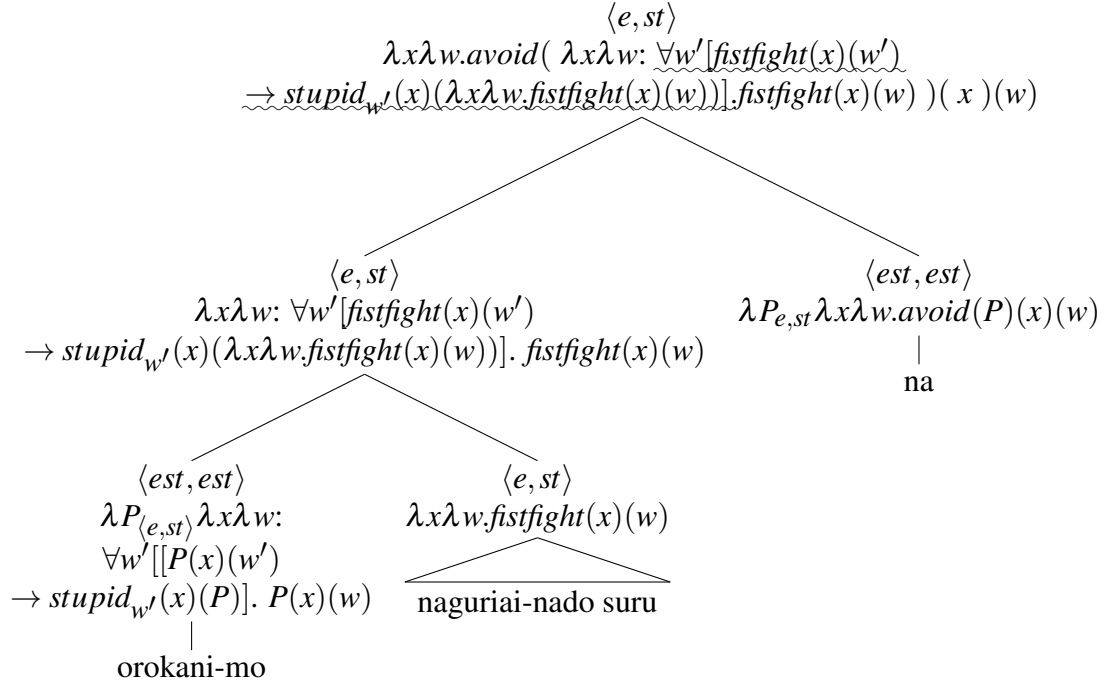 ⟨e, st⟩
λxλw.avoid( λxλw: ∀w′[fistfight(x)(w′)
→ stupid_w′(x)(λxλw.fistfight(x)(w))].fistfight(x)(w) )( x )(w)
⟨e, st⟩ ⟨est, est⟩
λxλw: ∀w′[fistfight(x)(w′) λP_e,st λxλw.avoid(P)(x)(w)
→ stupid_w′(x)(λxλw.fistfight(x)(w))]. fistfight(x)(w)
na
⟨est, est⟩ ⟨e, st⟩
λP_⟨e,st⟩ λxλw: λxλw.fistfight(x)(w)
∀w′[[P(x)(w′)
→ stupid_w′(x)(P)]. P(x)(w) naguriai-nado suru
orokani-mo